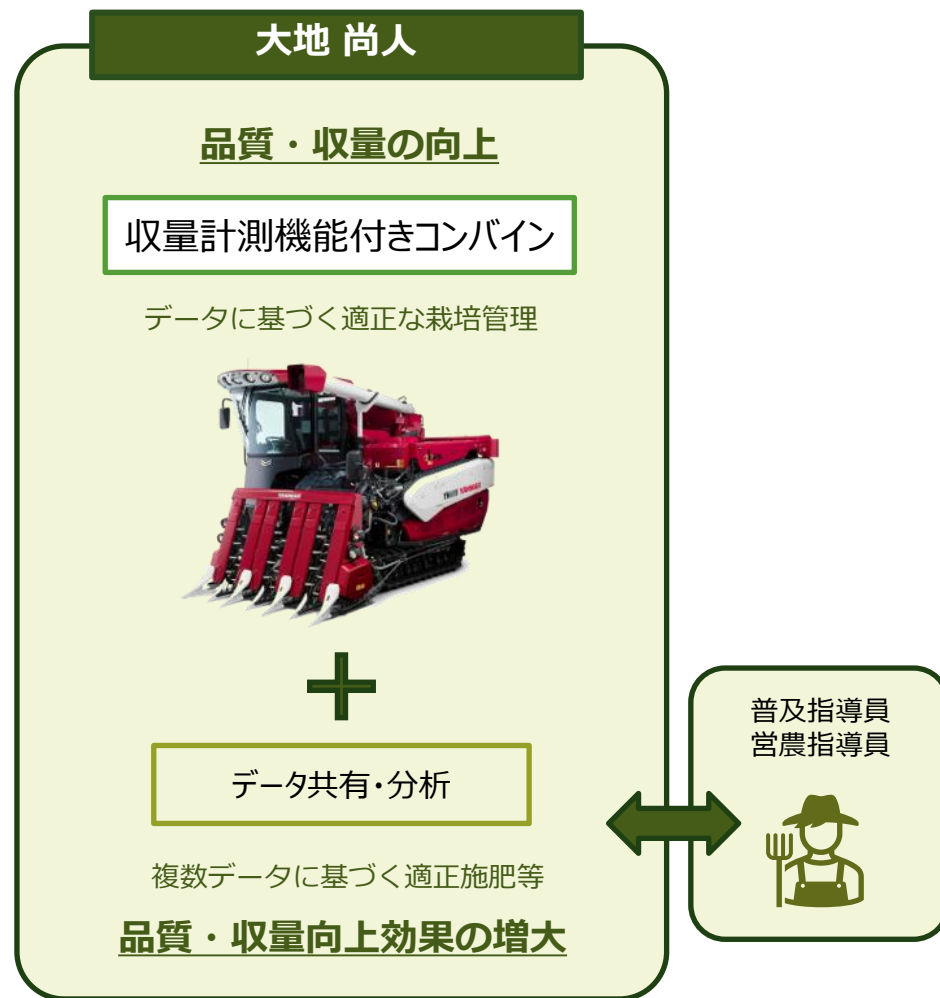 大地 尚人
品質・収量の向上
収量計測機能付きコンバイン
データに基づく適正な栽培管理
YANMAR
データ共有・分析
複数データに基づく適正施肥等
品質・収量向上効果の増大
普及指導員
営農指導員